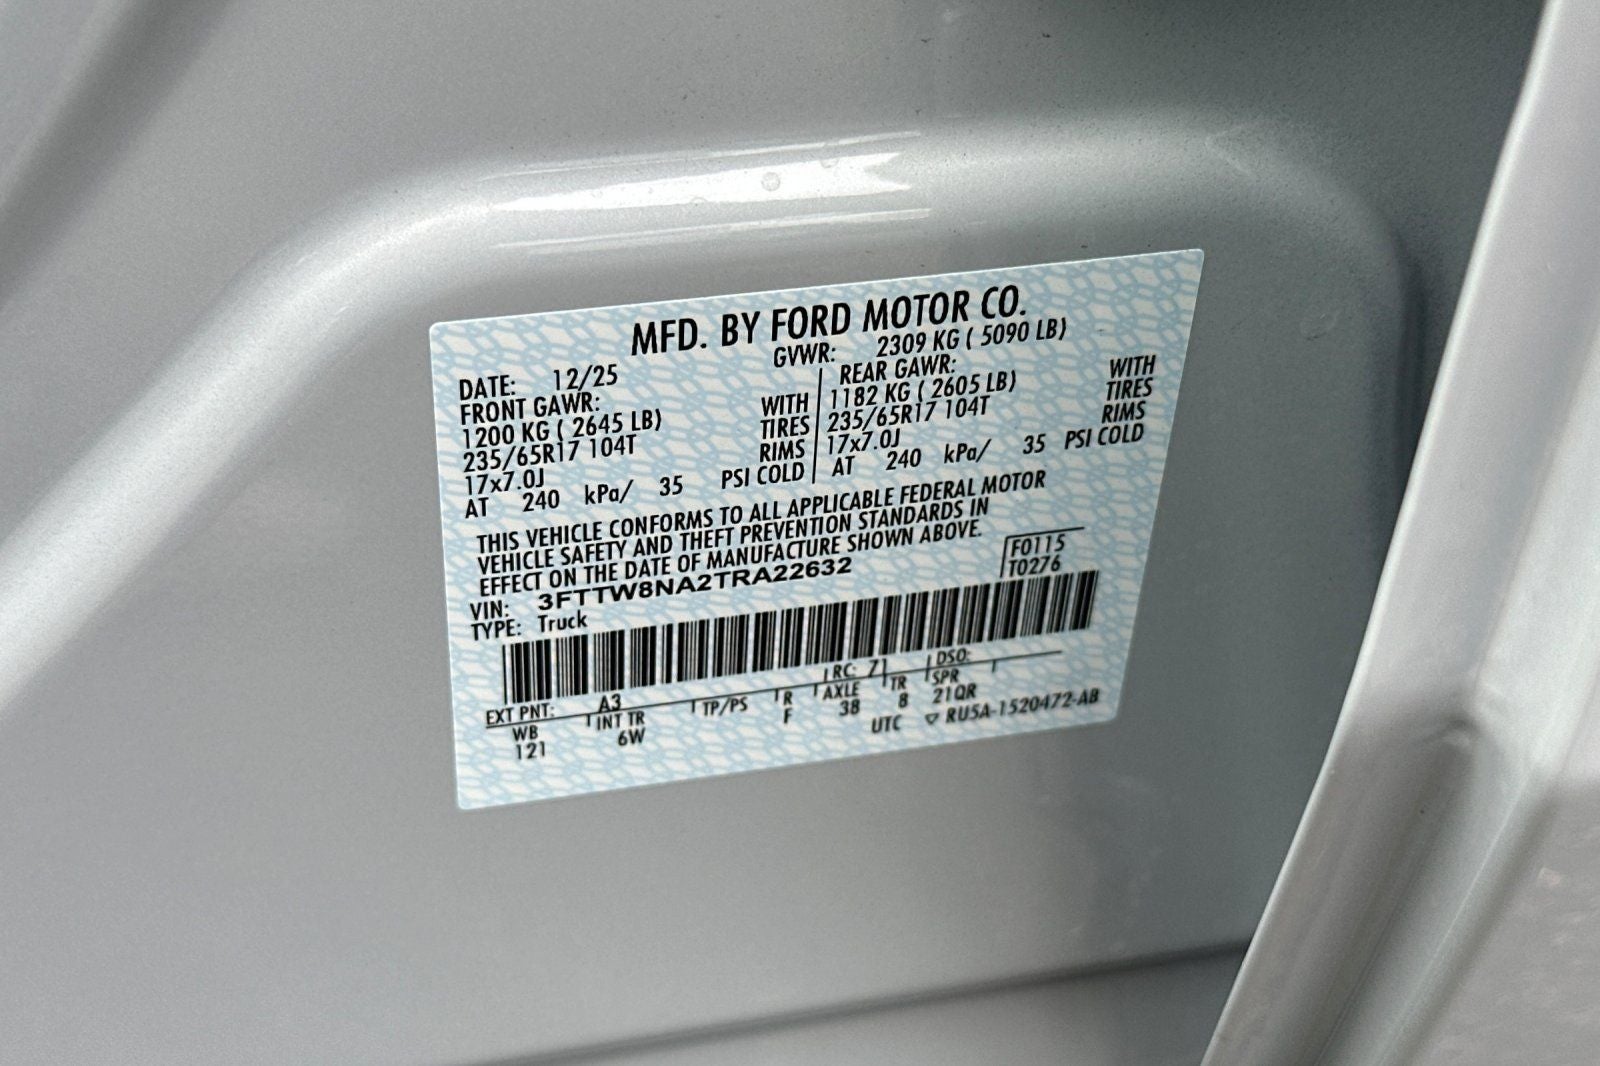 MFD. BY FORD MOTOR CO.
DATE: 12/25 GVWR: 2309 KG ( 5090 LB)
FRONT GAWR: REAR GAWR:
1200 KG ( 2645 LB) WITH 1182 KG ( 2605 LB) WITH
235/65R17 104T TIRES 235/65R17 104T TIRES
17x7.0J RIMS 17x7.0J RIMS
AT 240 kPa/ 35 PSI COLD AT 240 kPa/ 35 PSI COLD
THIS VEHICLE CONFORMS TO ALL APPLICABLE FEDERAL MOTOR
VEHICLE SAFETY AND THEFT PREVENTION STANDARDS IN
EFFECT ON THE DATE OF MANUFACTURE SHOWN ABOVE.
F0115
VIN: 3FTTW8NA2TRA22632 T0276
TYPE: Truck
EXT PNT: A3 RC: 71 DSO:
WB INT TR TP/PS R AXLE TR SPR
121 6W F 38 8 21QR
UTC RU5A-1520472-AB